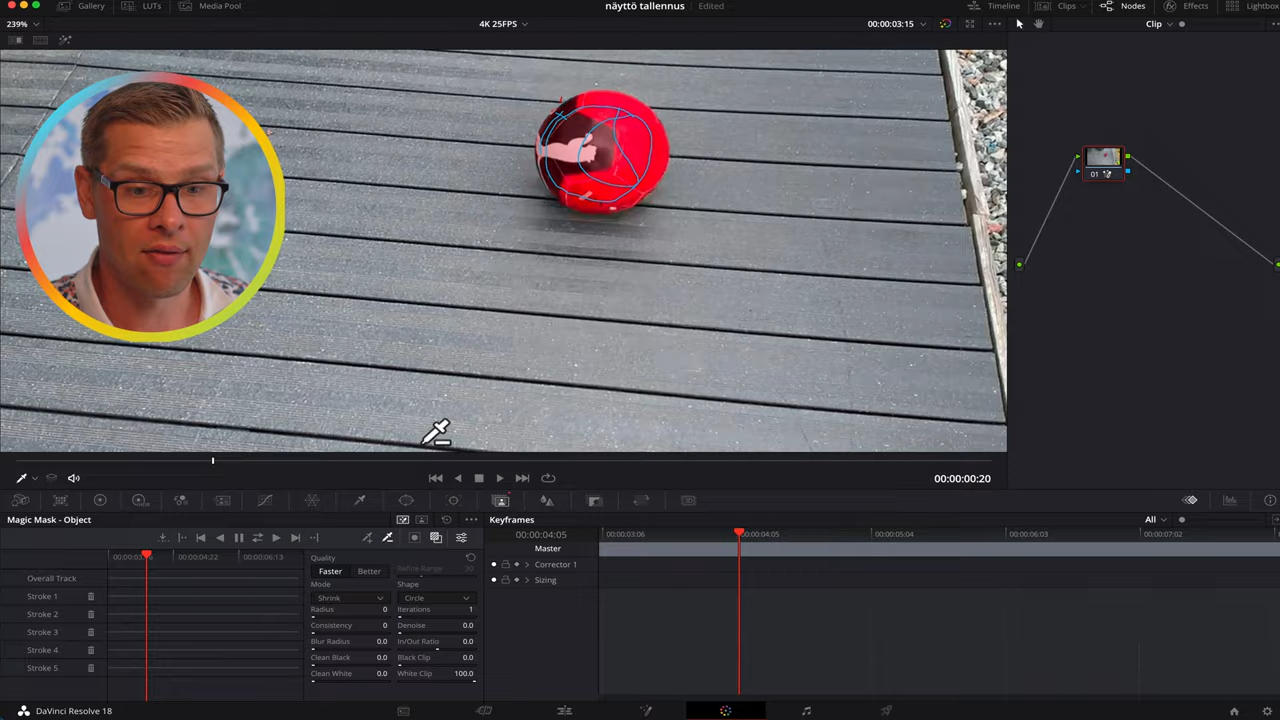 Gallery LUTs Media Pool näyttö tallennus Edited Timeline Clips Nodes Effects Lightbox
239% 4K 25FPS 00:00:03:15 Clip
01
00:00:00:20
Magic Mask - Object Keyframes All
00:00:04:05 00:00:03:06 00:00:04:05 00:00:05:04 00:00:06:03 00:00:07:02
Master
Corrector 1
Sizing
00:00:04:22 00:00:06:13
Overall Track
Stroke 1
Stroke 2
Stroke 3
Stroke 4
Stroke 5
Quality
Faster Better Refine Range 30
Mode Shape
Shrink Circle
Radius 0 Iterations 1
Consistency 0 Denoise 0.0
Blur Radius 0.0 In/Out Ratio 0.0
Clean Black 0.0 Black Clip 0.0
Clean White 0.0 White Clip 100.0
DaVinci Resolve 18